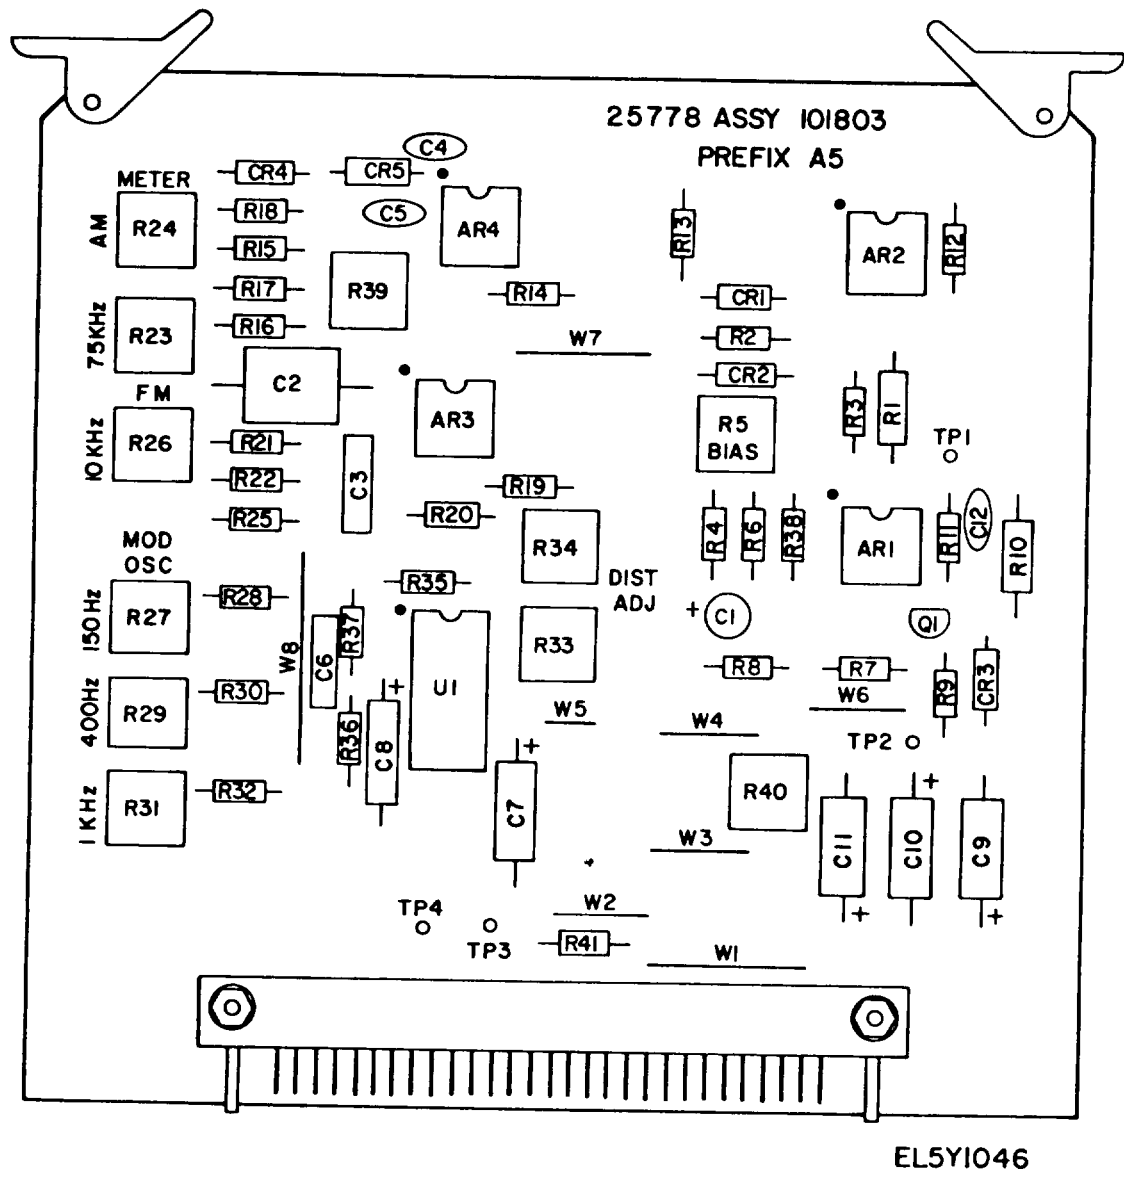 25778 ASSY 101803
PREFIX A5
C4
METER
CR4
CR5
AM
R24
R18
C5
AR4
R13
AR2
R12
R15
R17
R39
R14
CR1
75KHz
R23
R16
W7
R2
C2
CR2
FM
10KHz
R26
AR3
R5
BIAS
R3
R1
TP1
R21
R22
C3
R19
R25
R20
R34
R4
R6
R38
AR1
R11
C12
R10
MOD
OSC
R35
DIST
ADJ
150Hz
R27
R28
R37
+
C1
Q1
W8
C6
U1
R33
R8
R7
R9
CR3
400Hz
R29
R30
R36
+
C8
W5
W4
W6
TP2
+
C7
1KHz
R31
R32
R40
+
C11
C10
C9
W3
TP4
TP3
W2
+
+
R41
W1
EL5Y1046